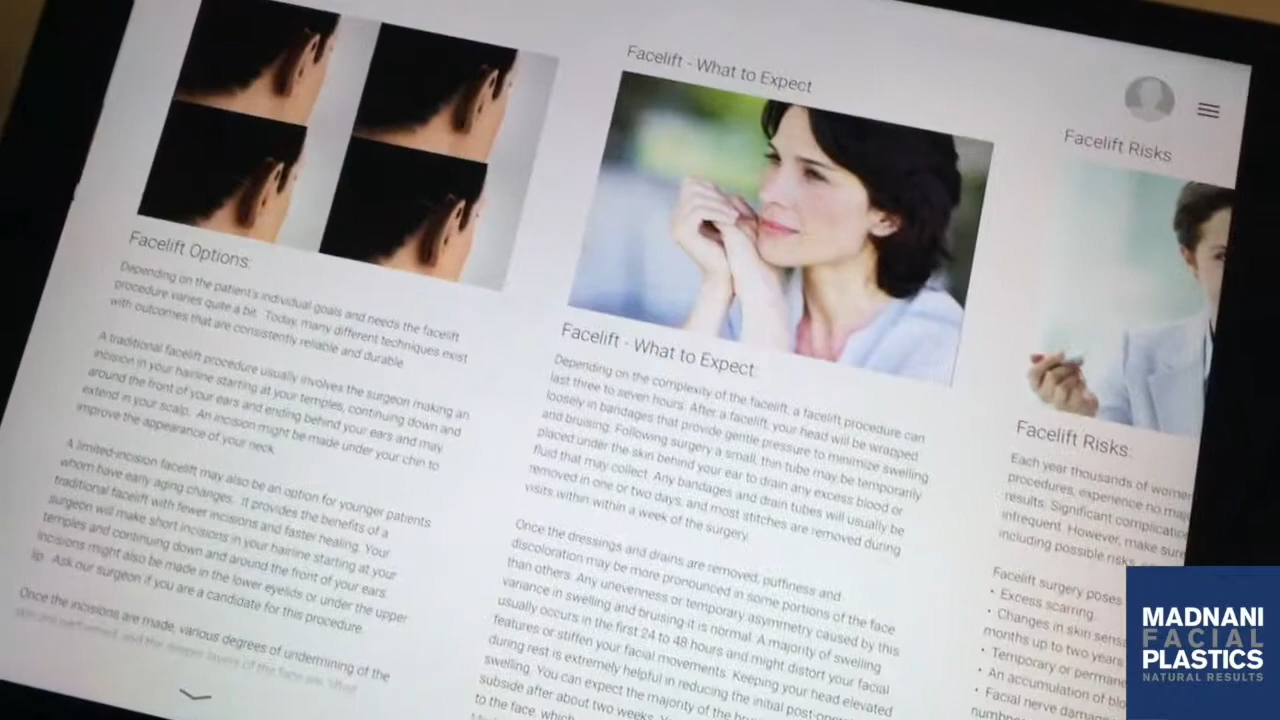 Facelift Options:
Depending on the patient's individual goals and needs the facelift
procedure varies quite a bit. Today, many different techniques exist
with outcomes that are consistently reliable and durable.
A traditional facelift procedure usually involves the surgeon making an
incision in your hairline starting at your temples, continuing down and
around the front of your ears and ending behind your ears and may
extend in your scalp. An incision might be made under your chin to
improve the appearance of your neck.
A limited-incision facelift may also be an option for younger patients
whom have early aging changes. It provides the benefits of a
traditional facelift with fewer incisions and faster healing. Your
surgeon will make short incisions in your hairline starting at your
temples and continuing down and around the front of your ears.
Incisions might also be made in the lower eyelids or under the upper
lip. Ask our surgeon if you are a candidate for this procedure.
Once the incisions are made, various degrees of undermining of the
skin are performed, and the deeper layers of the face are
Facelift - What to Expect
Facelift - What to Expect:
Depending on the complexity of the facelift, a facelift procedure can
last three to seven hours. After a facelift, your head will be wrapped
loosely in bandages that provide gentle pressure to minimize swelling
and bruising. Following surgery a small, thin tube may be temporarily
placed under the skin behind your ear to drain any excess blood or
fluid that may collect. Any bandages and drain tubes will usually be
removed in one or two days, and most stitches are removed during
visits within within a week of the surgery.
Once the dressings and drains are removed, puffiness and
discoloration may be more pronounced in some portions of the face
than others. Any unevenness or temporary asymmetry caused by this
variance in swelling and bruising it is normal. A majority of swelling
usually occurs in the first 24 to 48 hours and might distort your facial
features or stiffen your facial movements. Keeping your head elevated
during rest is extremely helpful in reducing the initial post-oper
swelling. You can expect the majority of the
subside after about two weeks.
to the face, which
Facelift Risks
Facelift Risks:
Each year thousands of women
procedures, experience no maj
results. Significant complication
infrequent. However, make sure
including possible risks,
Facelift surgery poses
• Excess scarring.
• Changes in skin sensa
months up to two years
• Temporary or permane
• An accumulation of blo
• Facial nerve damag
numbne
MADNANI
FACIAL
PLASTICS
NATURAL RESULTS